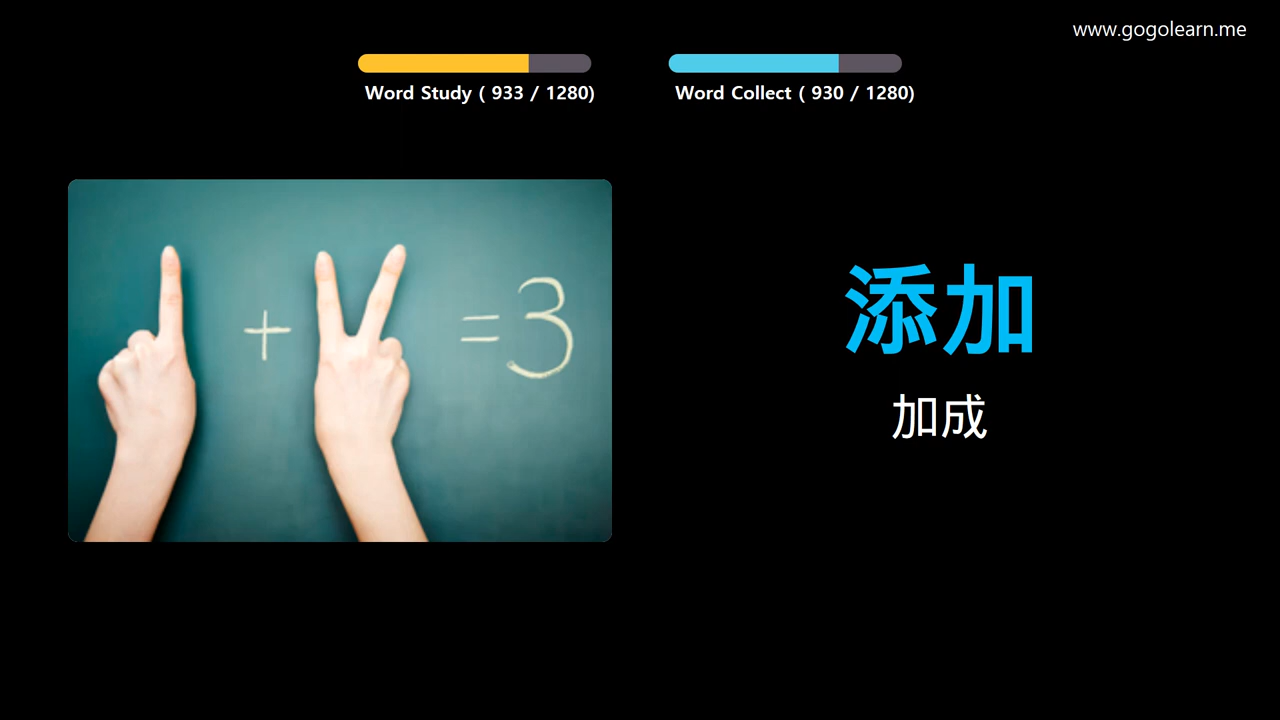 www.gogolearn.me
Word Study ( 933 / 1280)
Word Collect ( 930 / 1280)
+ = 3
添加
加成